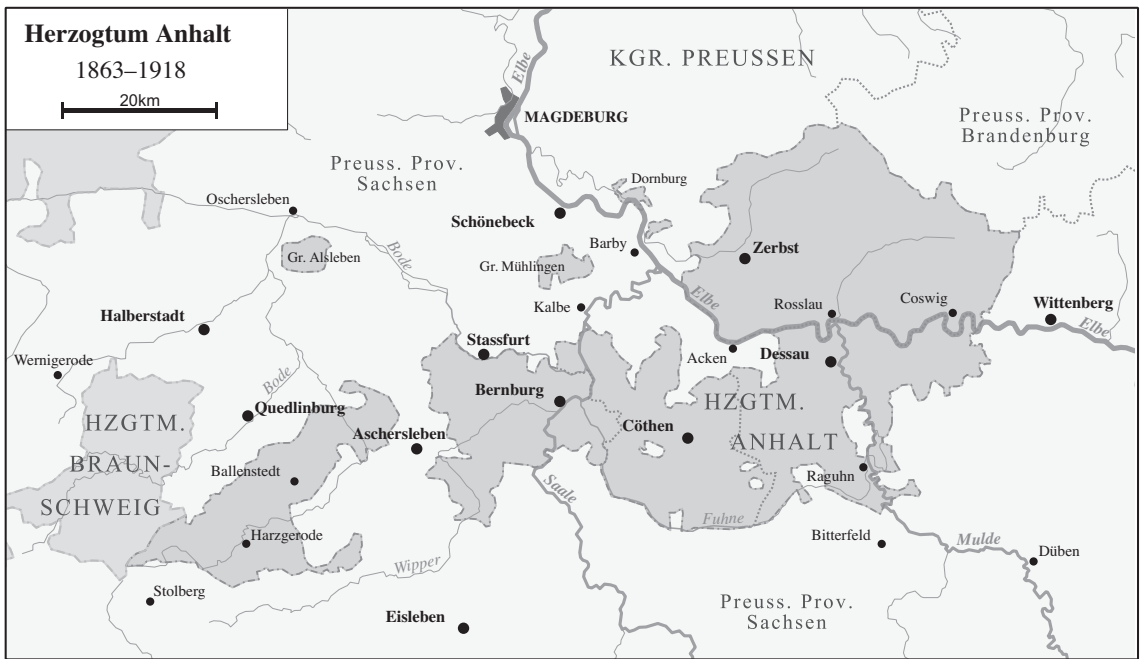 Herzogtum Anhalt
1863–1918
20km
Elbe
KGR. PREUSSEN
MAGDEBURG
Preuss. Prov.
Brandenburg
Preuss. Prov.
Sachsen
Dornburg
Oschersleben
Schönebeck
Bode
Barby
Zerbst
Gr. Alsleben
Gr. Mühlingen
Elbe
Kalbe
Rosslau
Coswig
Wittenberg
Elbe
Halberstadt
Stassfurt
Wernigerode
Acken
Dessau
Bode
Bernburg
Quedlinburg
HZGTM.
ANHALT
HZGTM.
BRAUN-
SCHWEIG
Cöthen
Aschersleben
Ballenstedt
Raguhn
Saale
Fuhne
Harzgerode
Bitterfeld
Mulde
Düben
Wipper
Stolberg
Eisleben
Preuss. Prov.
Sachsen